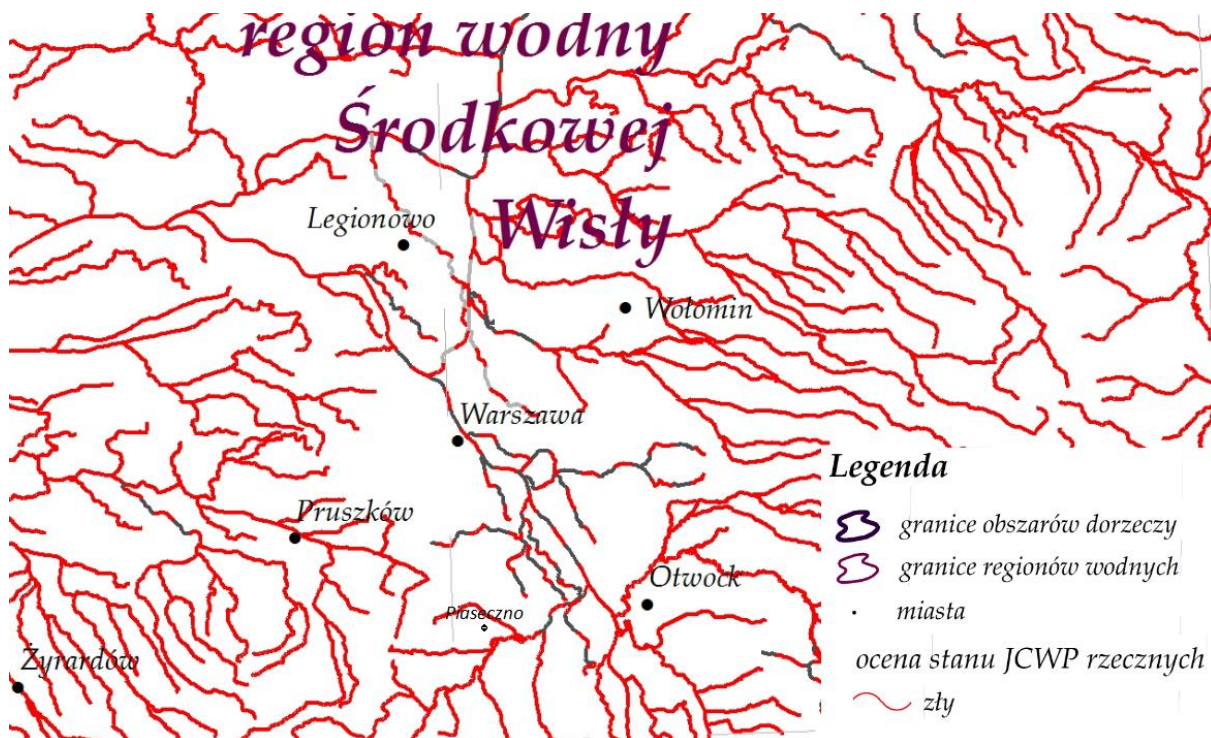 region wodny
Środkowej
Wisły
Legionowo
Wołomin
Warszawa
Pruszków
Otwock
Piaseczno
Żyrardów
Legenda
granice obszarów dorzeczy
granice regionów wodnych
miasta
ocena stanu JCWP rzecznych
zły